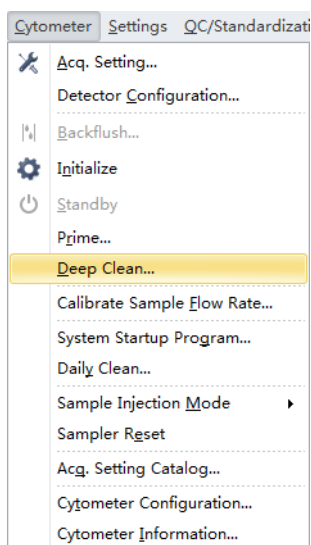 Cytometer Settings QC/Standardizati
Acq. Setting...
Detector Configuration...
Backflush...
Initialize
Standby
Prime...
Deep Clean...
Calibrate Sample Flow Rate...
System Startup Program...
Daily Clean...
Sample Injection Mode
Sampler Reset
Acq. Setting Catalog...
Cytometer Configuration...
Cytometer Information...